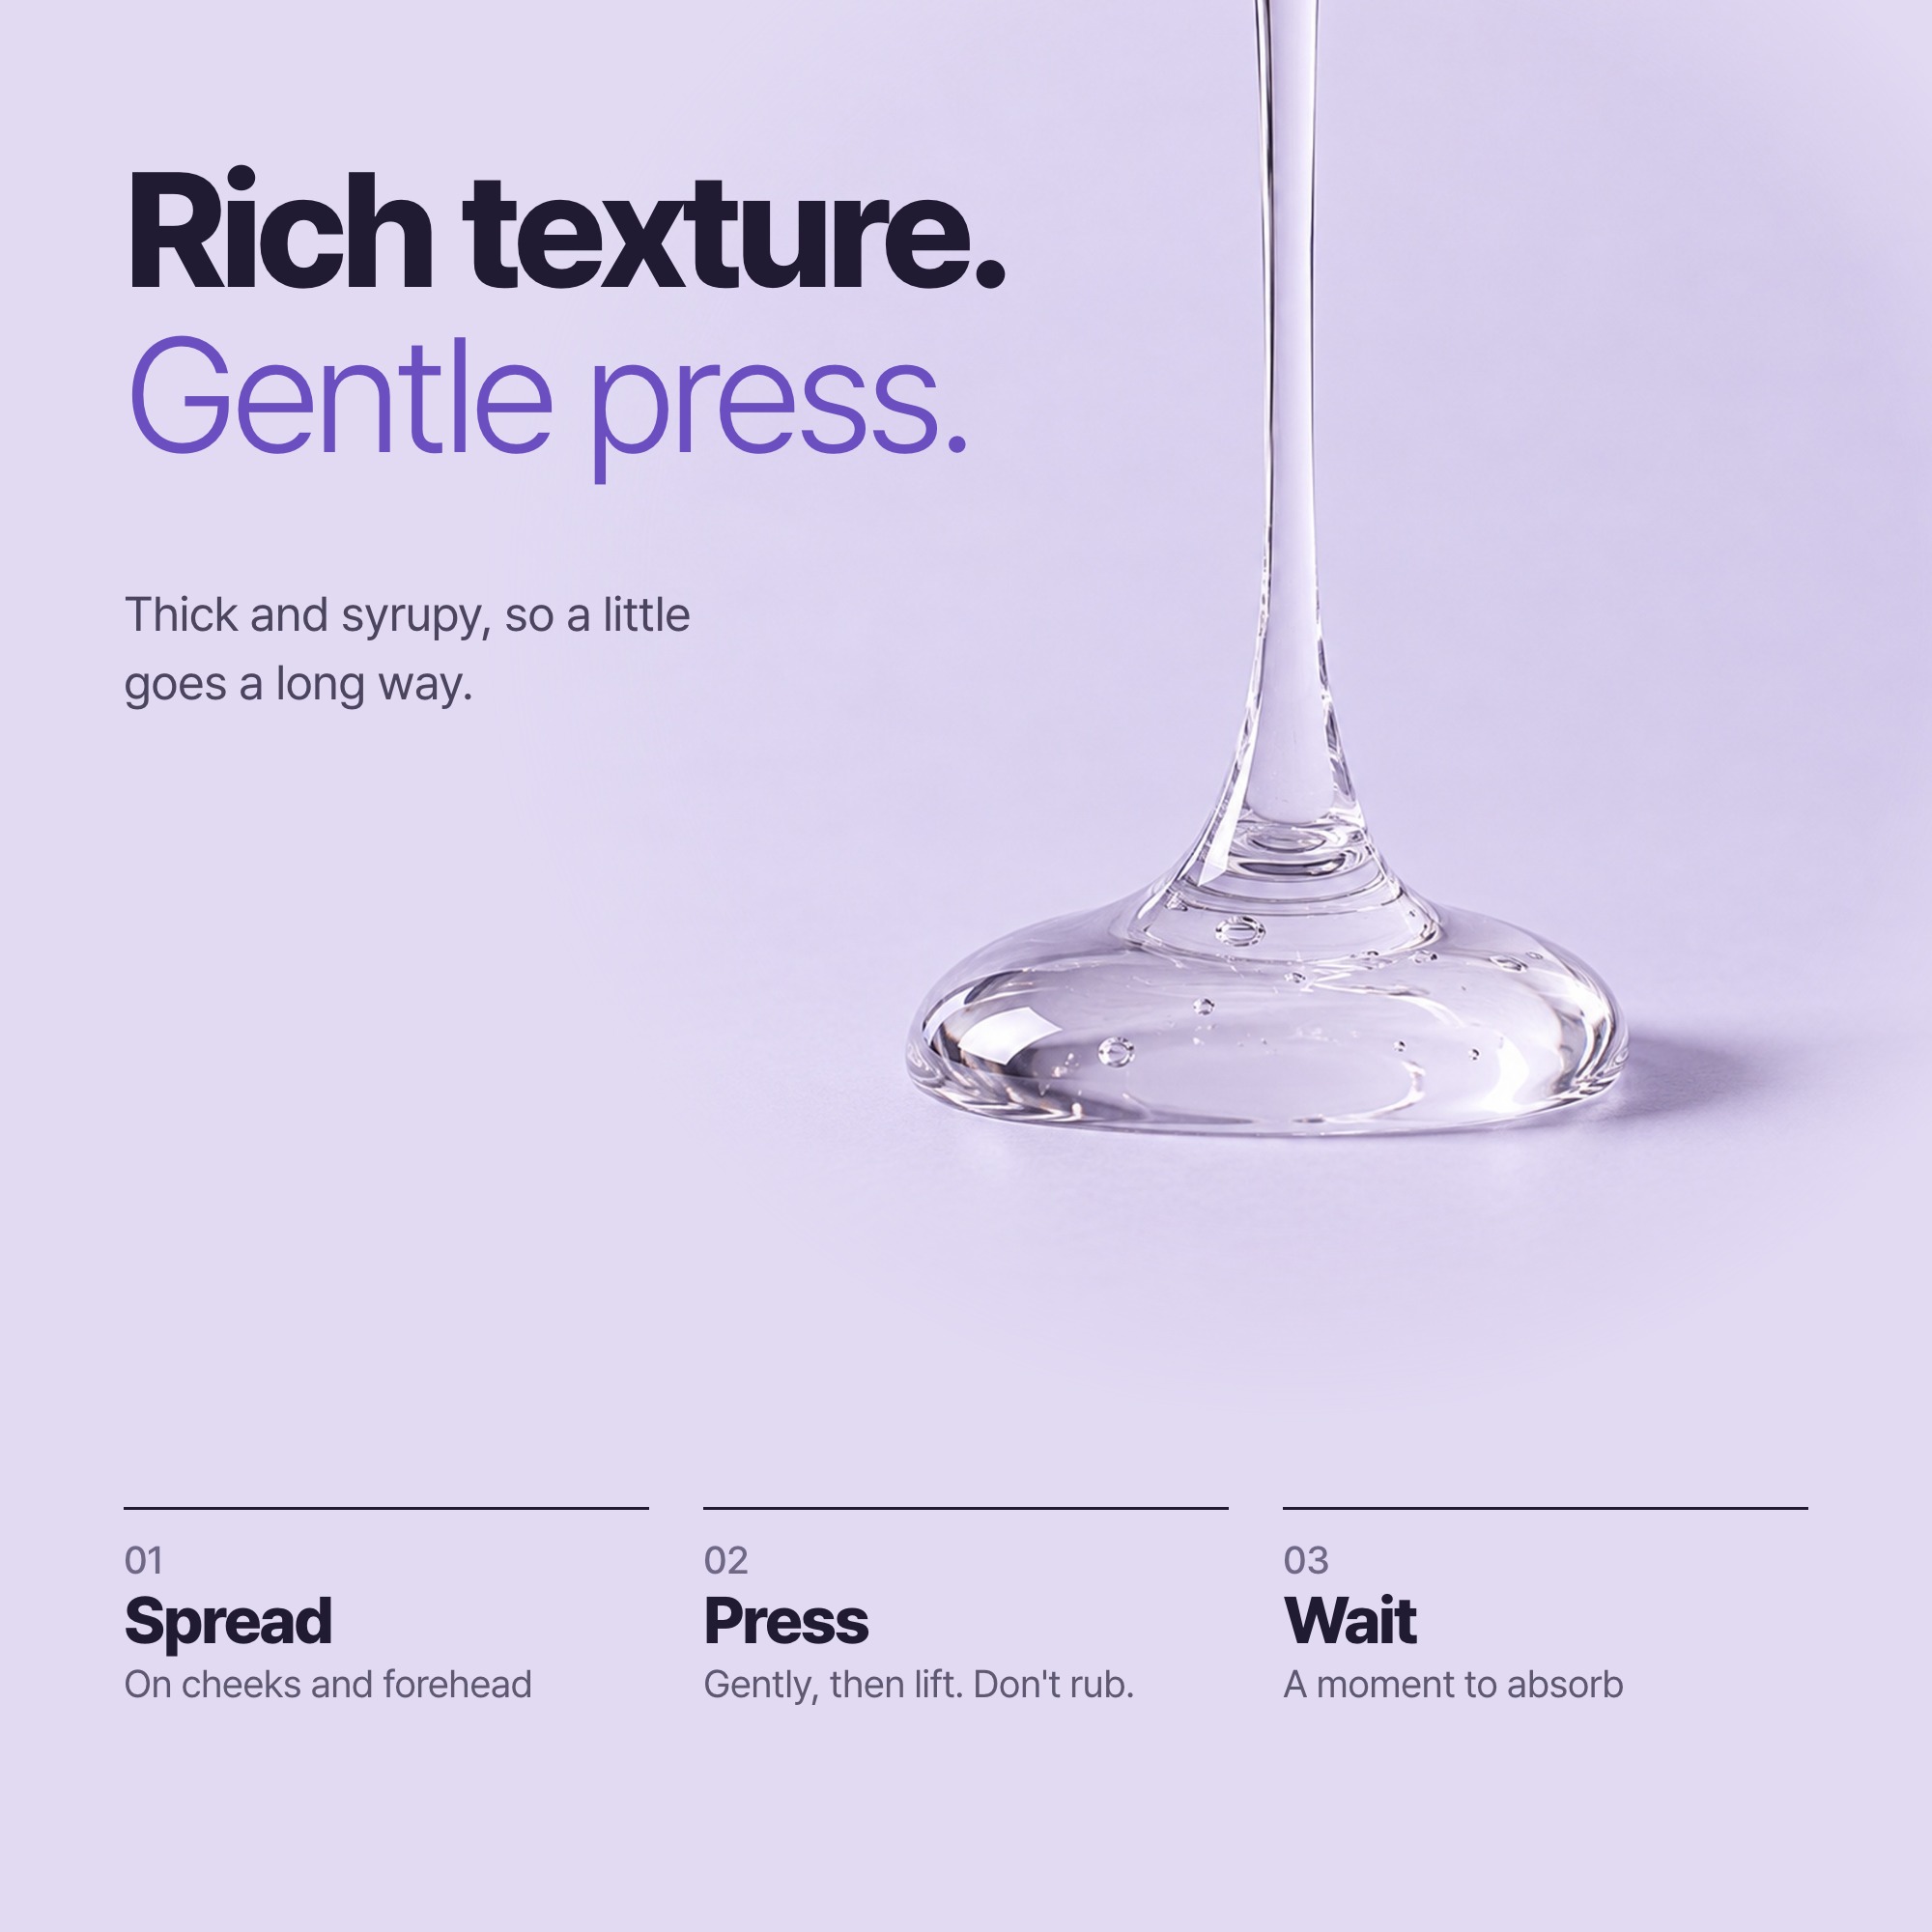 Rich texture.
Gentle press.
Thick and syrupy, so a little
goes a long way.
01
Spread
On cheeks and forehead
02
Press
Gently, then lift. Don't rub.
03
Wait
A moment to absorb